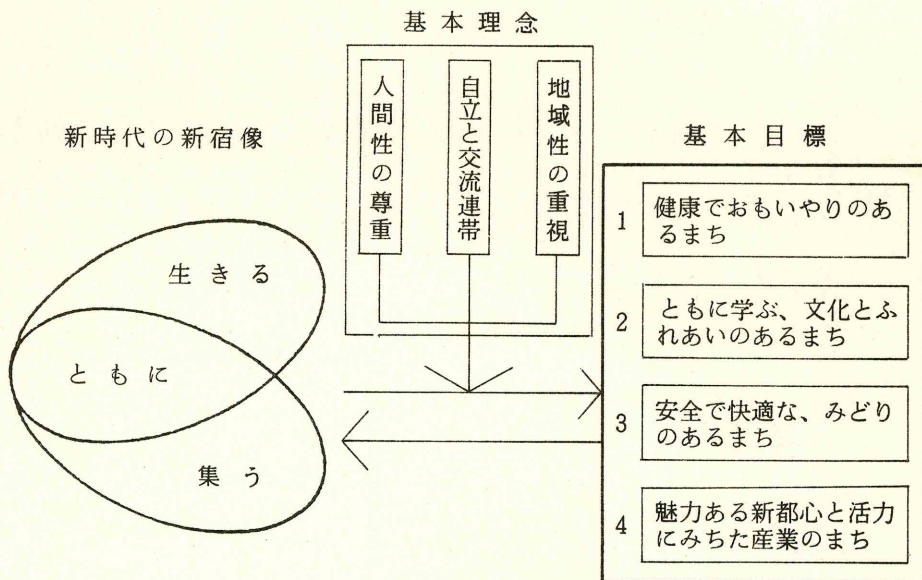 基本理念
人間性の尊重
自立と交流連帯
地域性の重視
新時代の新宿像
生きる
ともに
集う
基本目標
1
健康でおもいやりのあ
るまち
2
ともに学ぶ、文化とふ
れあいのあるまち
3
安全で快適な、みどり
のあるまち
4
魅力ある新都心と活力
にみちた産業のまち